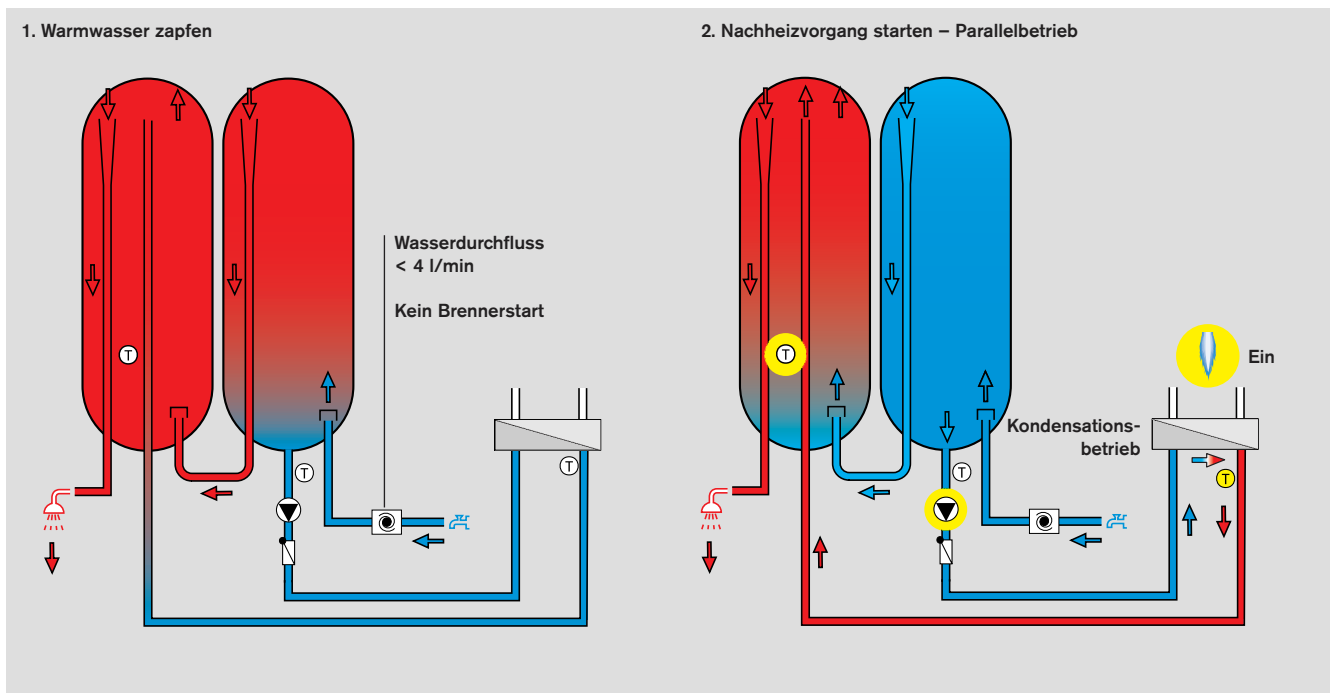 1. Warmwasser zapfen
Wasserdurchfluss
< 4 l/min
Kein Brennerstart
T
T
T
2. Nachheizvorgang starten – Parallelbetrieb
T
Ein
Kondensations-
betrieb
T
T